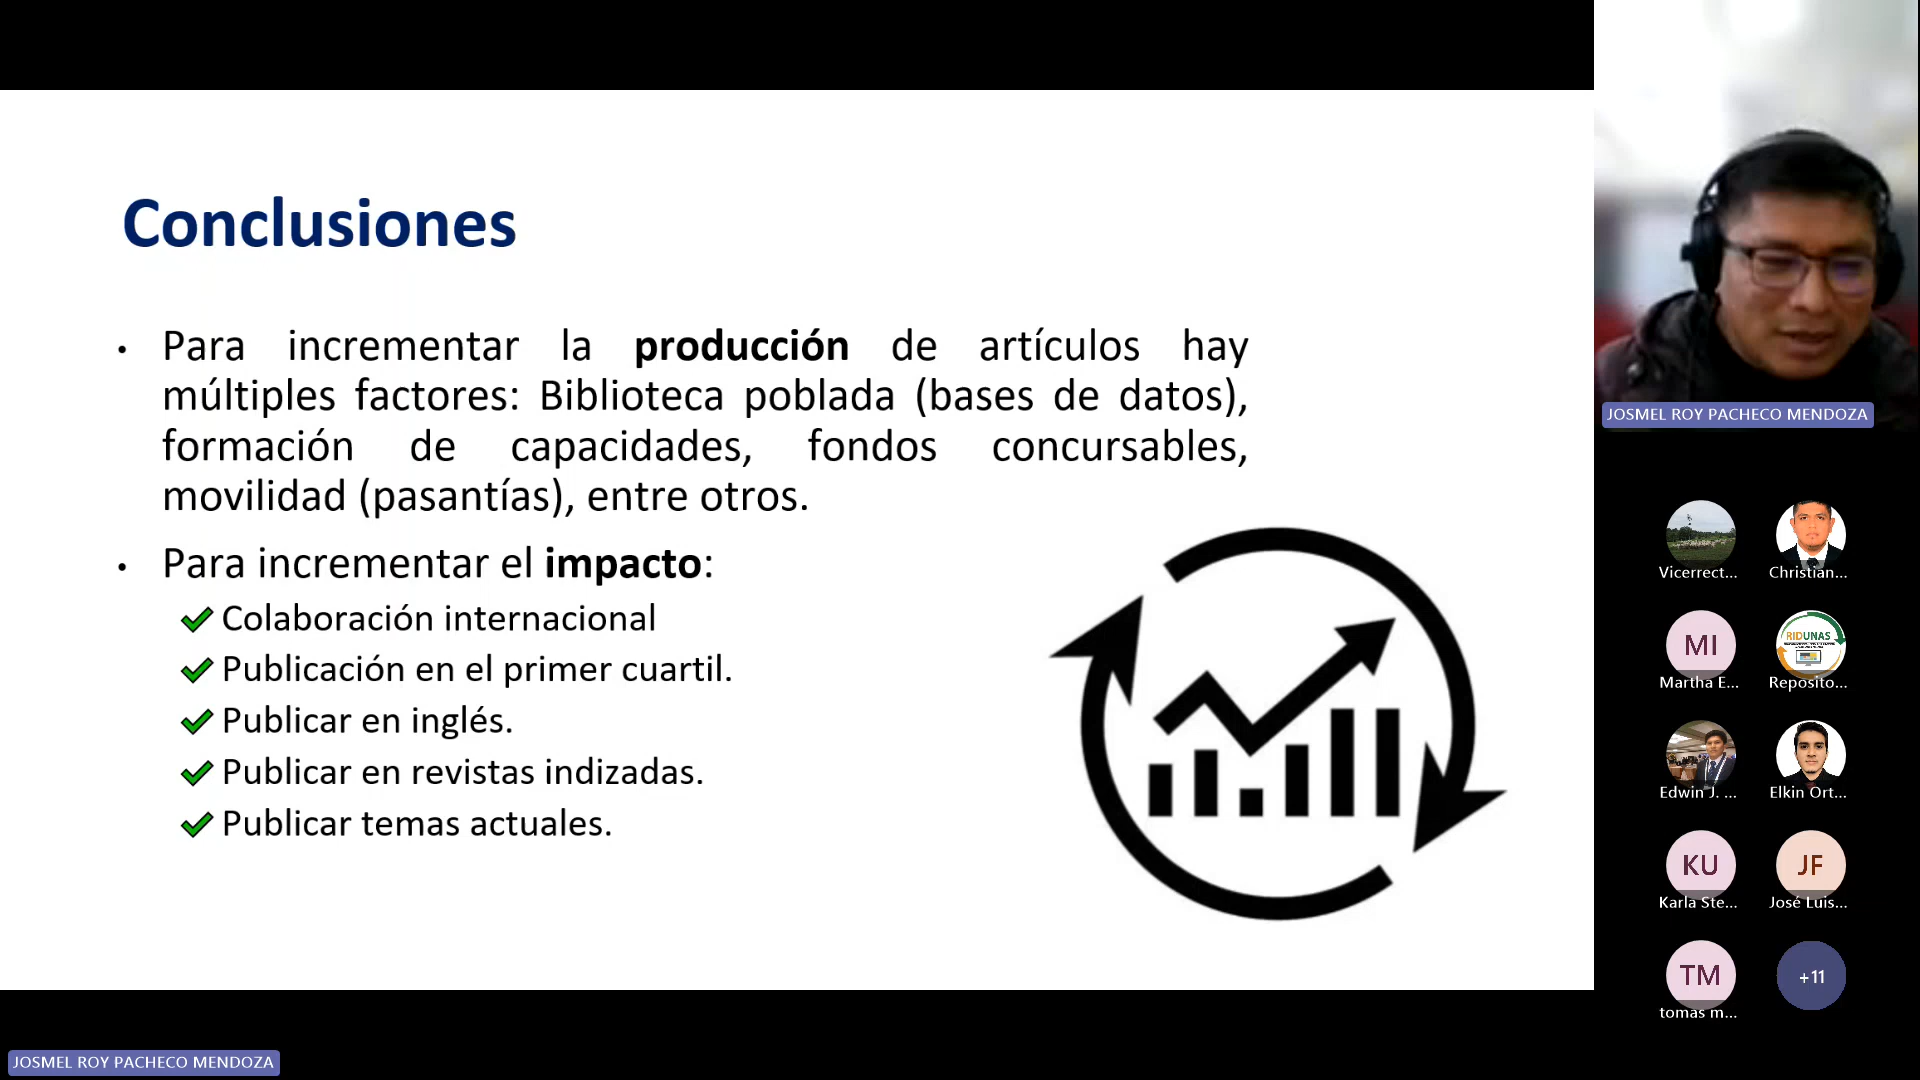 Conclusiones
• Para incrementar la producción de artículos hay
múltiples factores: Biblioteca poblada (bases de datos),
formación de capacidades, fondos concursables,
movilidad (pasantías), entre otros.
• Para incrementar el impacto:
Colaboración internacional
Publicación en el primer cuartil.
Publicar en inglés.
Publicar en revistas indizadas.
Publicar temas actuales.
JOSMEL ROY PACHECO MENDOZA
Vicerrect...
Christian...
MI
Martha E...
RIDUNAS
Reposito...
Edwin J. ...
Elkin Ort...
KU
Karla Ste...
JF
José Luis...
TM
tomas m...
+11
JOSMEL ROY PACHECO MENDOZA